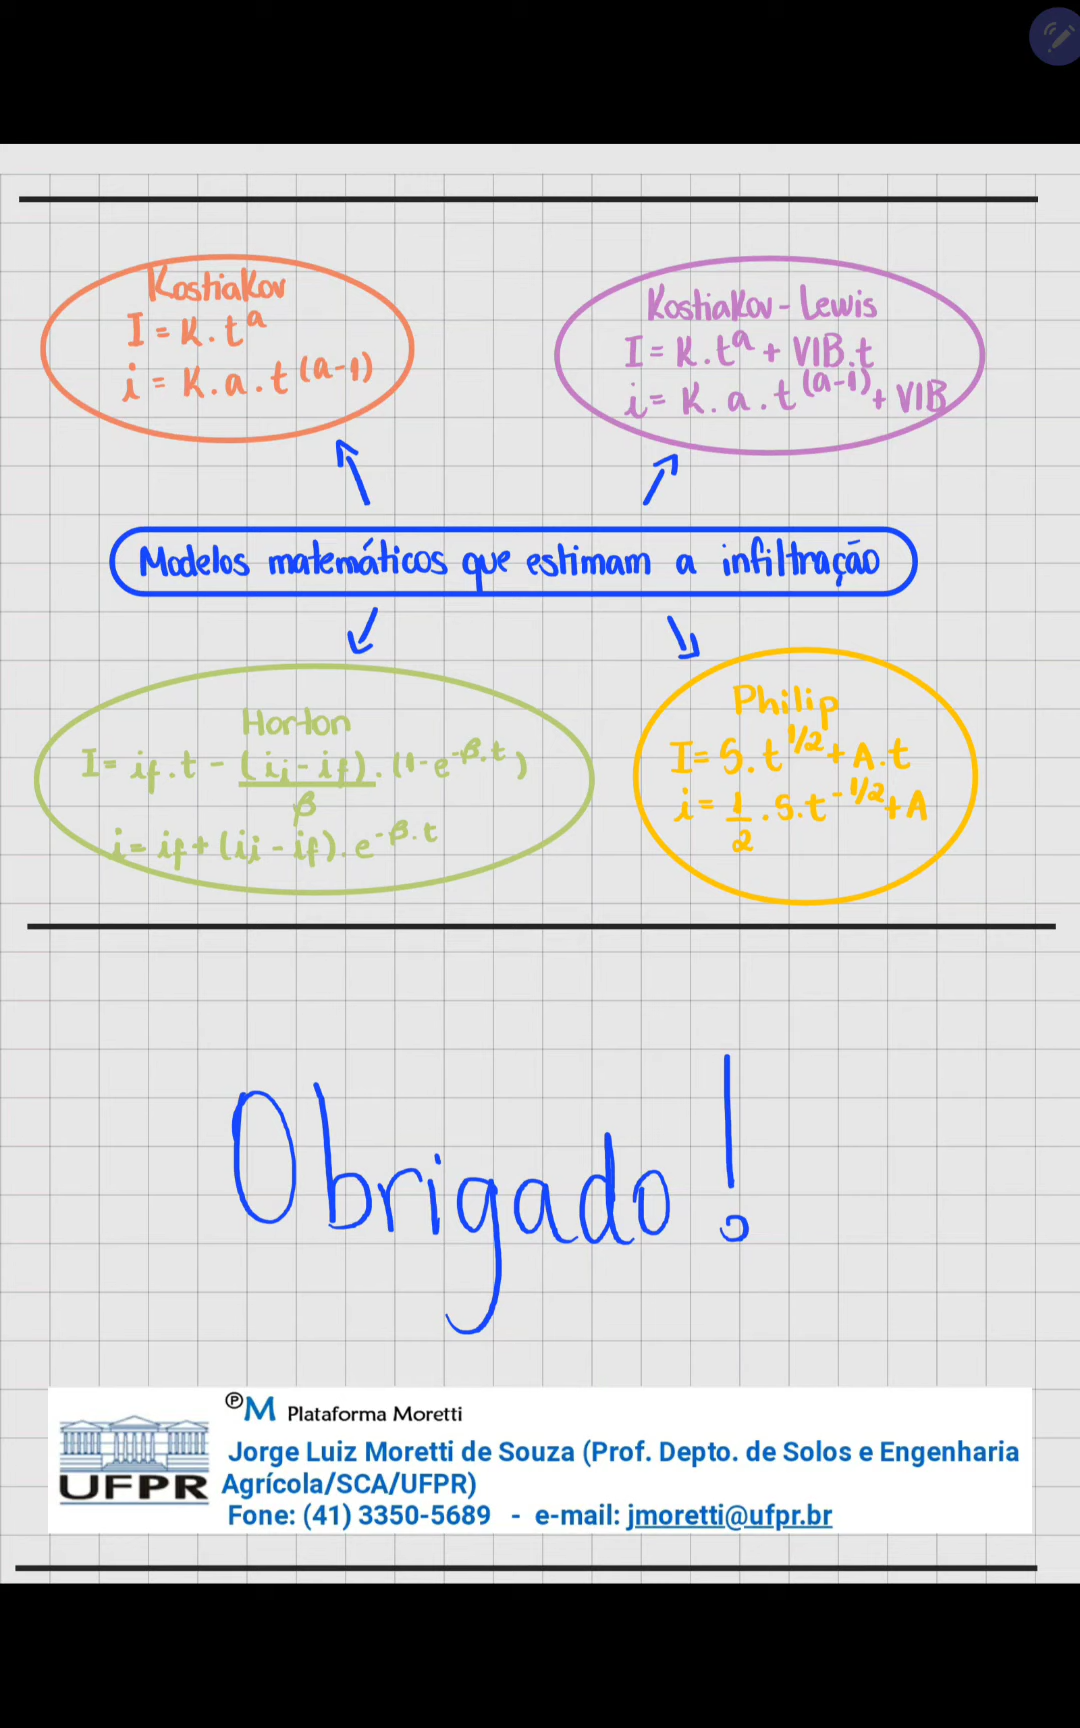 Kostiakov
I = K.t^a
i = K.a.t^(a-1)
Kostiakov-Lewis
I = K.t^a + VIB.t
i = K.a.t^(a-1) + VIB
Modelos matemáticos que estimam a infiltração
Horton
I = if.t - (ii - if)/β . (1-e^-β.t)
i = if + (ii - if).e^-β.t
Philip
I = S.t^1/2 + A.t
i = 1/2 .S.t^-1/2 + A
Obrigado!
℗M Plataforma Moretti
UFPR
Jorge Luiz Moretti de Souza (Prof. Depto. de Solos e Engenharia
Agrícola/SCA/UFPR)
Fone: (41) 3350-5689 - e-mail: jmoretti@ufpr.br